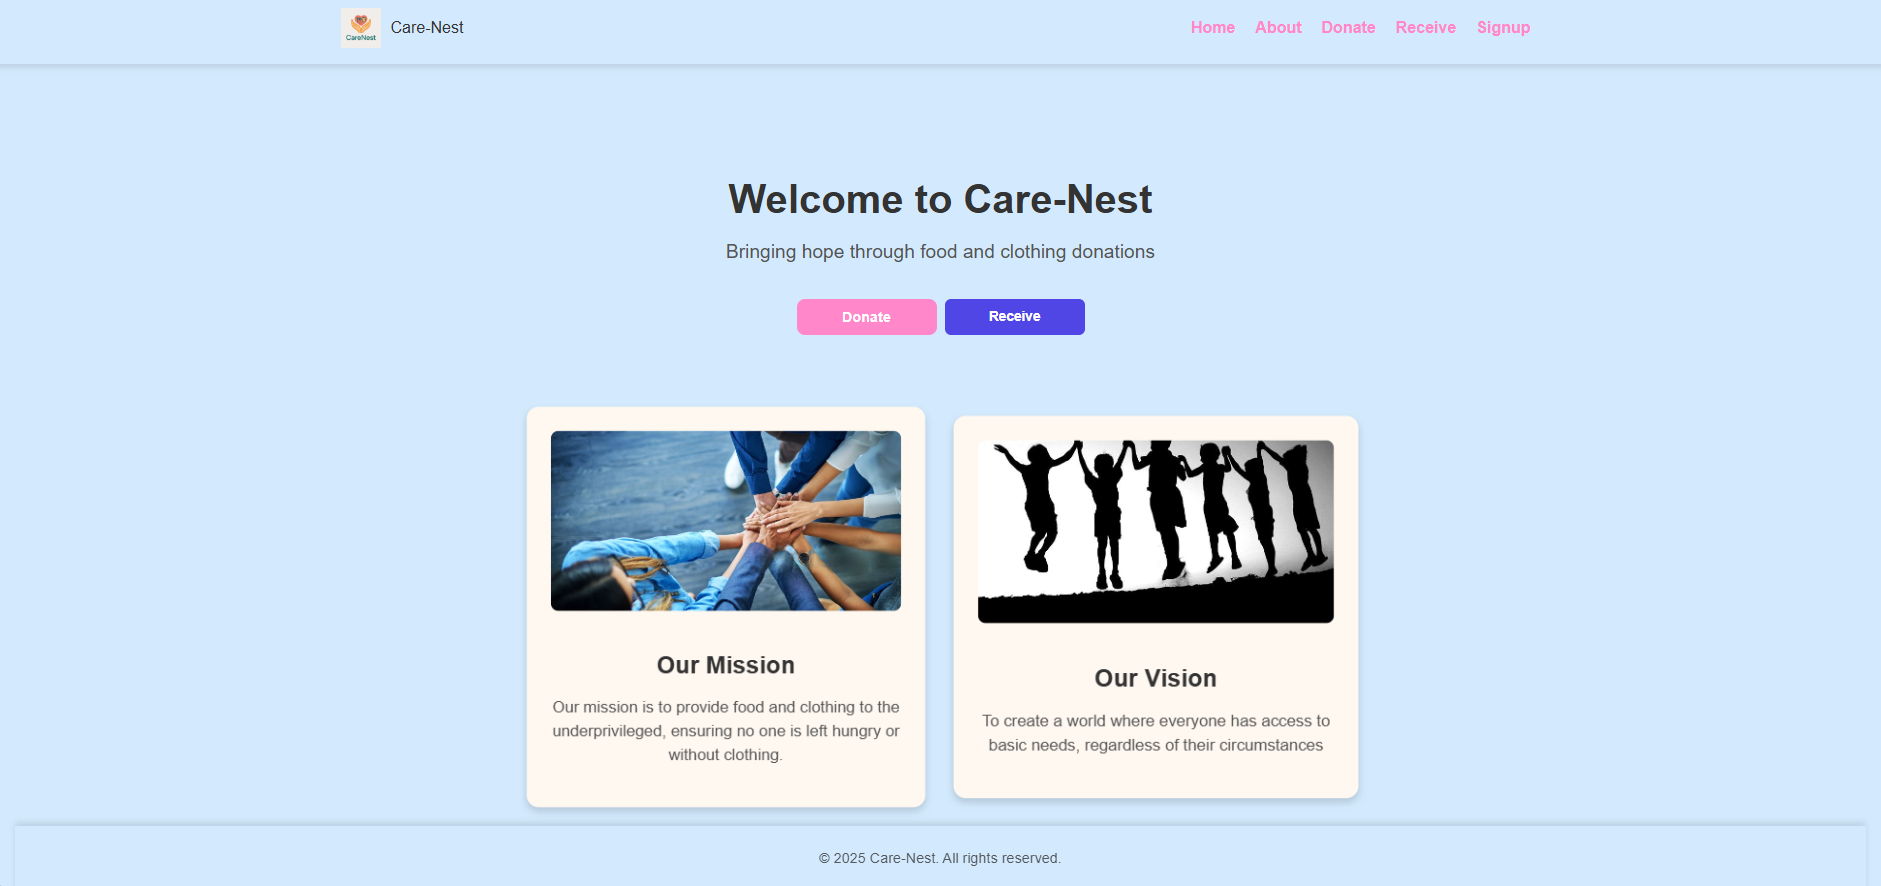 CareNest
Care-Nest
Home About Donate Receive Signup
Welcome to Care-Nest
Bringing hope through food and clothing donations
Donate
Receive
Our Mission
Our mission is to provide food and clothing to the
underprivileged, ensuring no one is left hungry or
without clothing.
Our Vision
To create a world where everyone has access to
basic needs, regardless of their circumstances
© 2025 Care-Nest. All rights reserved.